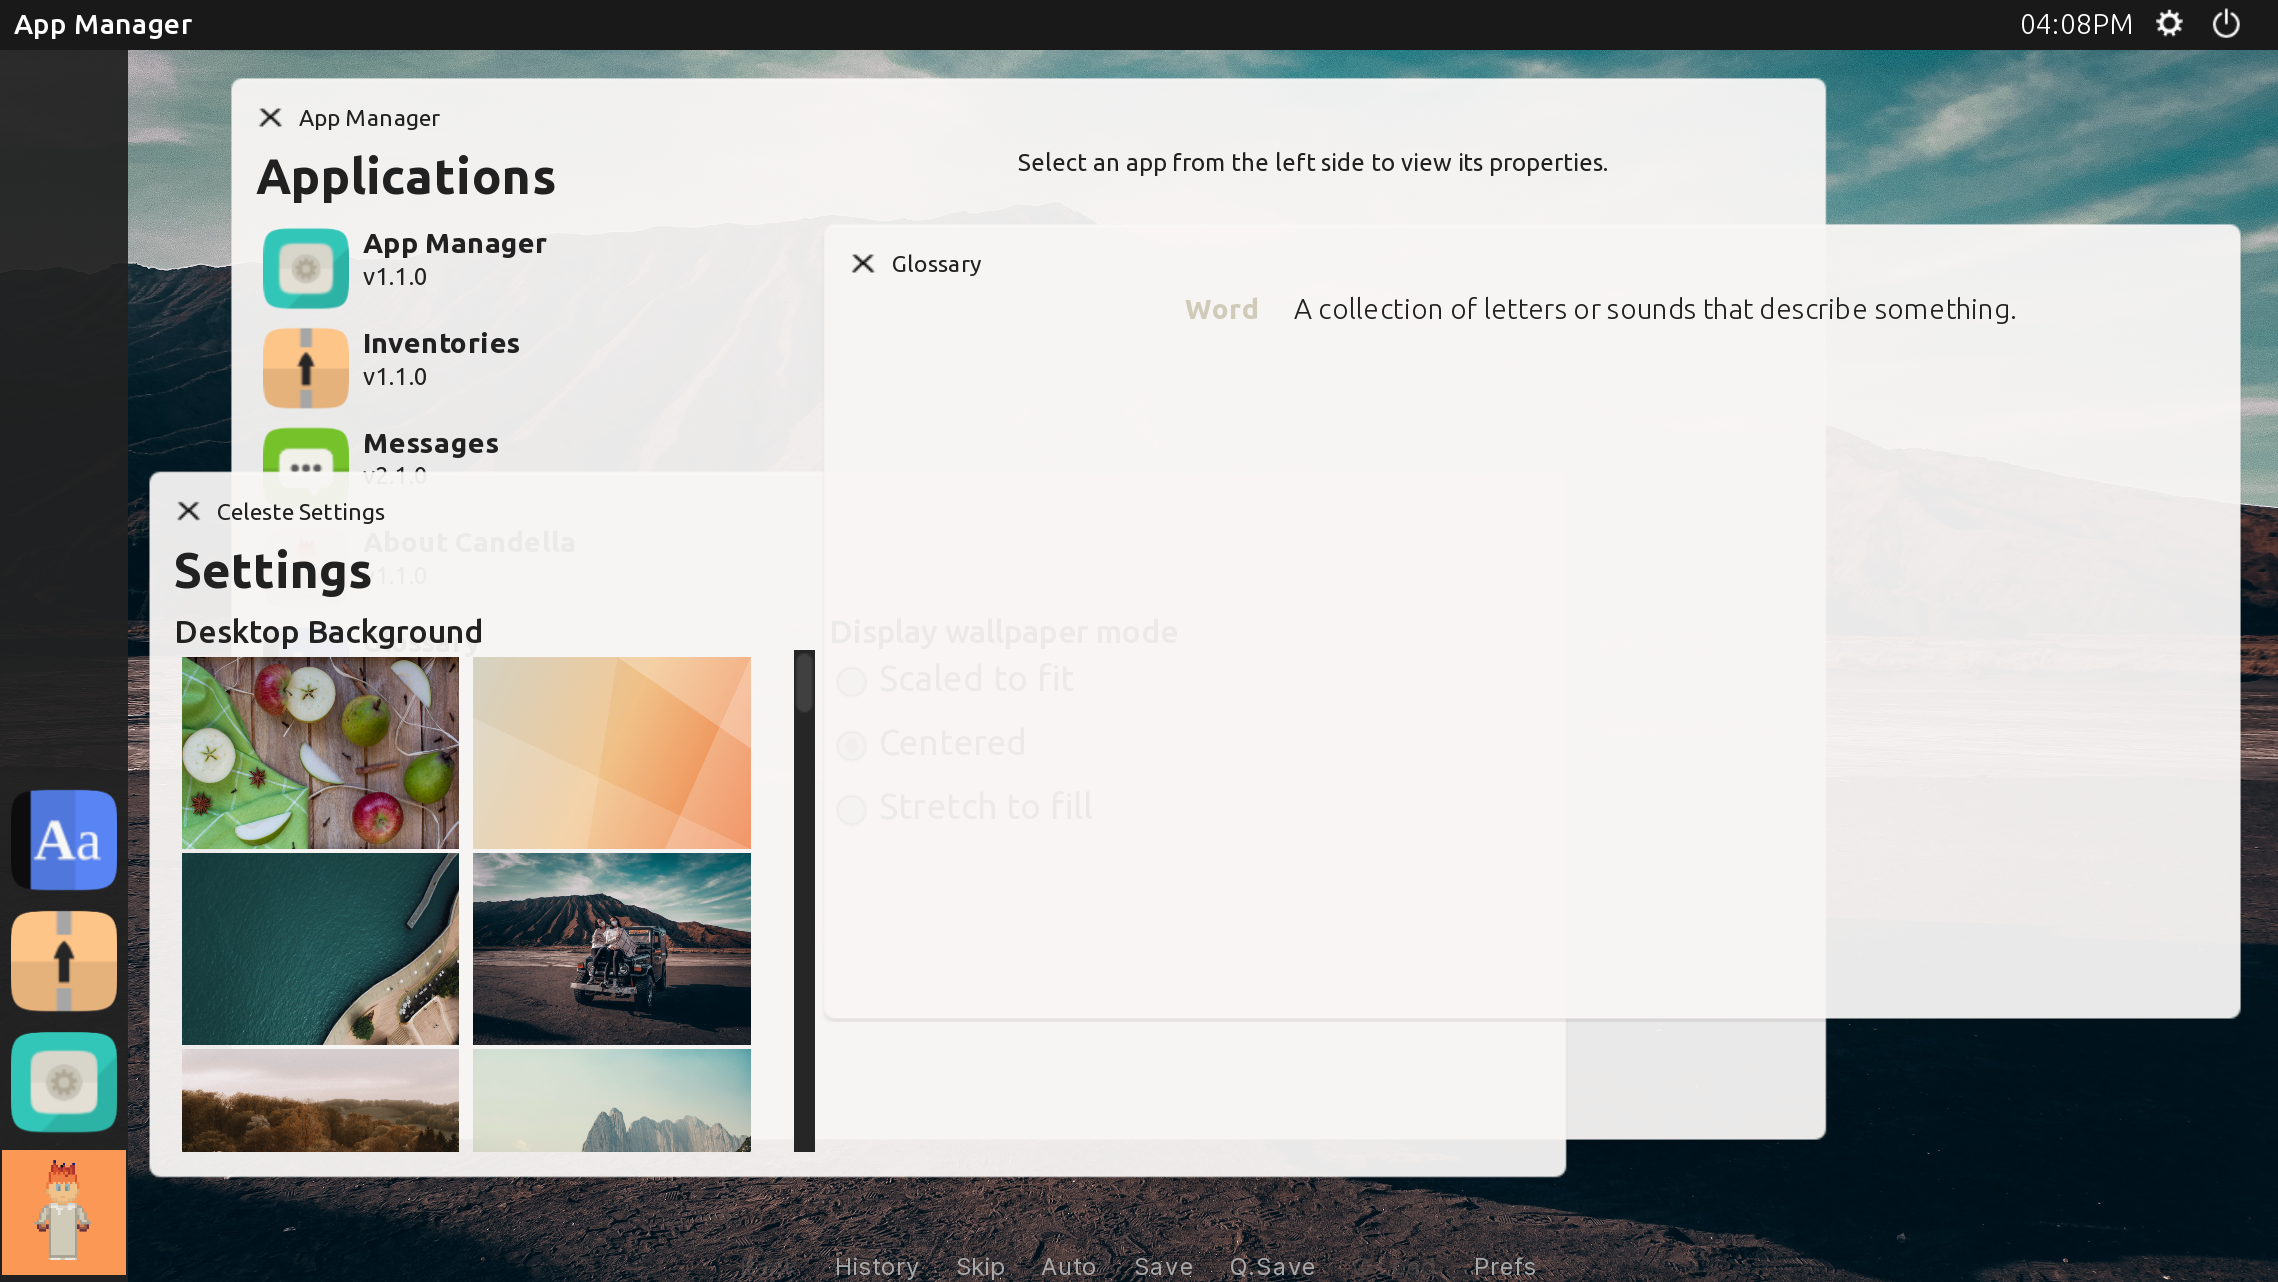 App Manager
04:08PM
App Manager
Applications
Select an app from the left side to view its properties.
App Manager
v1.1.0
Inventories
v1.1.0
Messages
v2.1.0
About Candella
v1.1.0
Glossary
Glossary
Word A collection of letters or sounds that describe something.
Celeste Settings
Settings
Desktop Background
Display wallpaper mode
Scaled to fit
Centered
Stretch to fill
Aa
History Skip Auto Save Q.Save Prefs